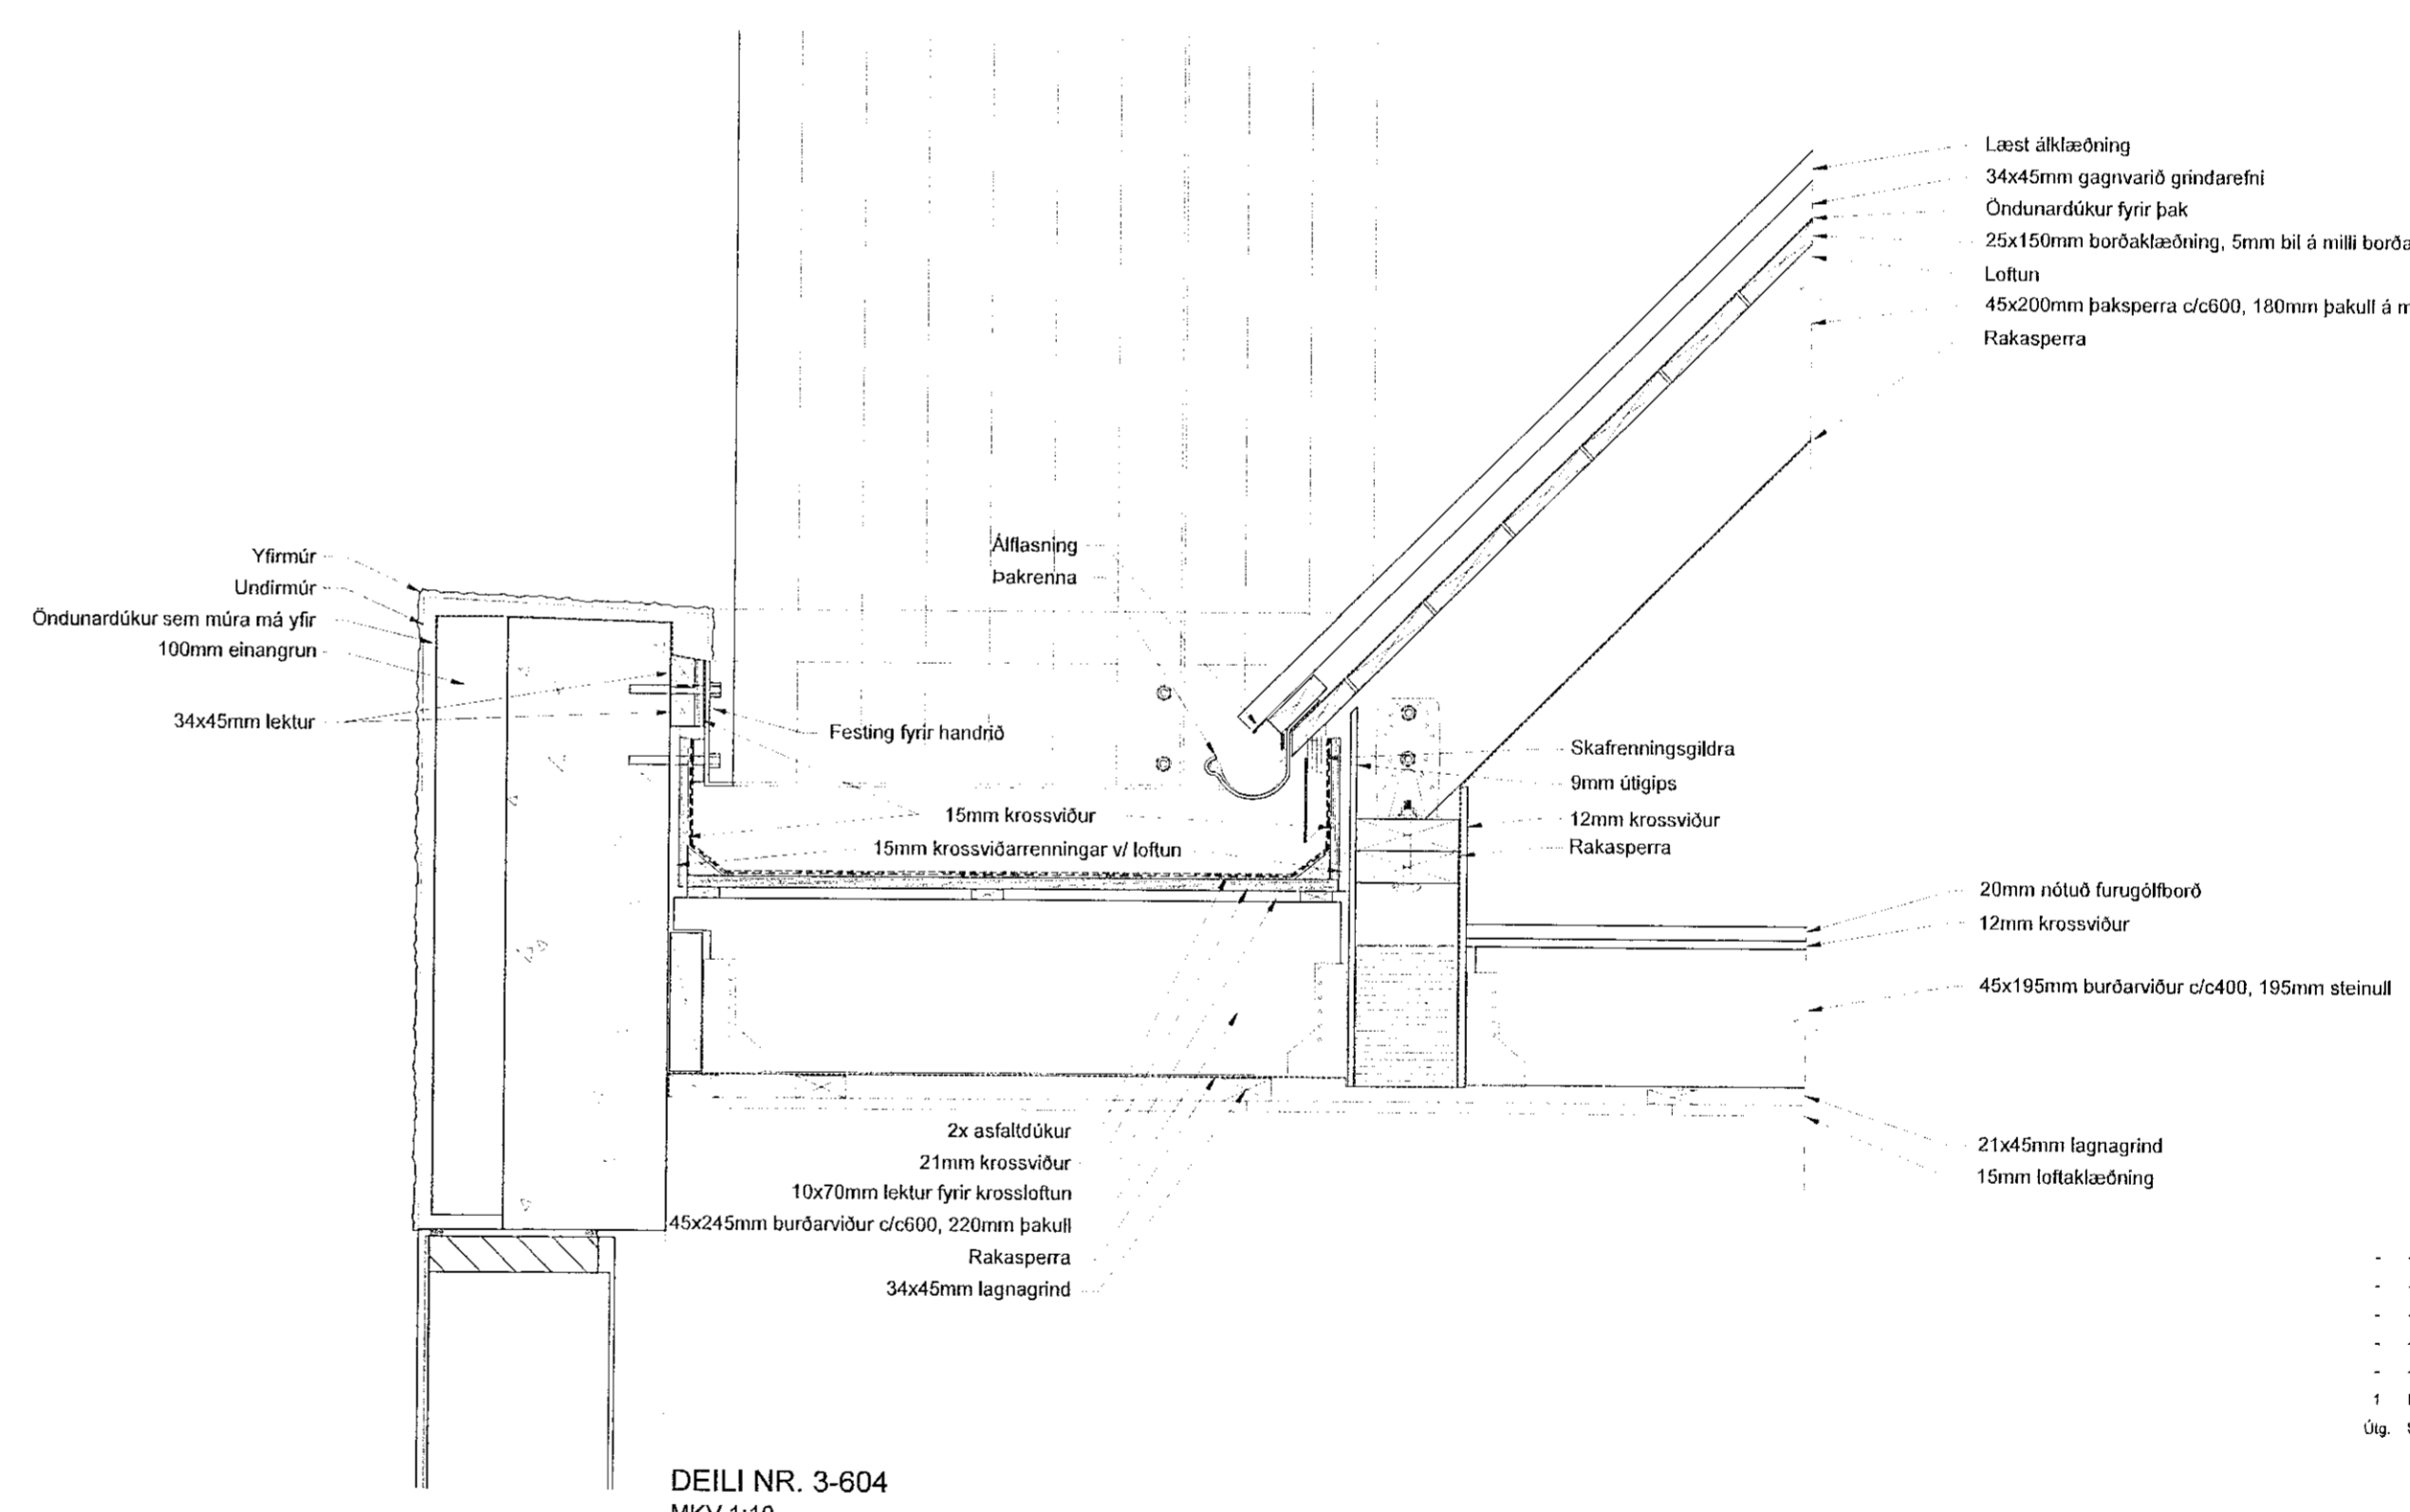 Læst álklæðning
34x45mm gagnvarið grindarefni
Öndunardúkur fyrir þak
25x150mm borðaklæðning, 5mm bil á milli borða
Loftun
45x200mm þaksperra c/c600, 180mm þakull á
Rakasperra
Yfirmúr
Undirmúr
Öndunardúkur sem múra má yfir
100mm einangrun
34x45mm lektur
Álflasning
Þakrenna
Festing fyrir handrið
15mm krossviður
15mm krossviðarrenningar v/ loftun
Skafrenningsgildra
9mm útigips
12mm krossviður
Rakasperra
20mm nótuð furugólfborð
12mm krossviður
45x195mm burðarviður c/c400, 195mm steinull
21x45mm lagnagrind
15mm loftaklæðning
2x asfaltdúkur
21mm krossviður
10x70mm lektur fyrir krossloftun
45x245mm burðarviður c/c600, 220mm þakull
Rakasperra
34x45mm lagnagrind
DEILI NR. 3-604
MKV 1:10
- -
- -
- -
- -
- -
1
Útg.